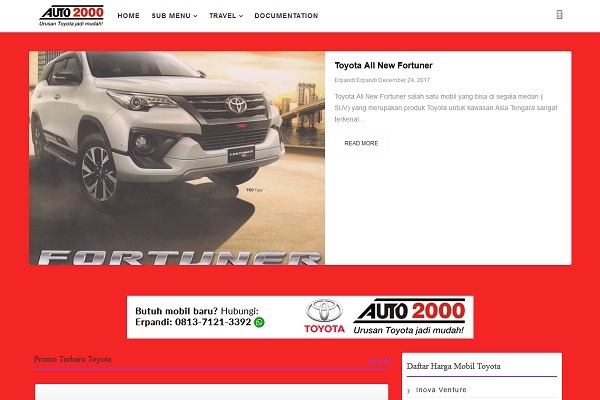 AUTO 2000
Urusan Toyota jadi mudah!
HOME SUB MENU TRAVEL DOCUMENTATION
Toyota All New Fortuner
Erpandi Erpandi December 24, 2017
Toyota All New Fortuner salah satu mobil yang bisa di segala medan (
SUV) yang merupakan produk Toyota untuk kawasan Asia Tengara sangat
terkenal...
READ MORE
FORTUNER
TRD Type
FORTUNER
Butuh mobil baru? Hubungi:
Erpandi: 0813-7121-3392
TOYOTA
AUTO 2000
Urusan Toyota jadi mudah!
Promo Terbaru Toyota
Daftar Harga Mobil Toyota
Inova Venture